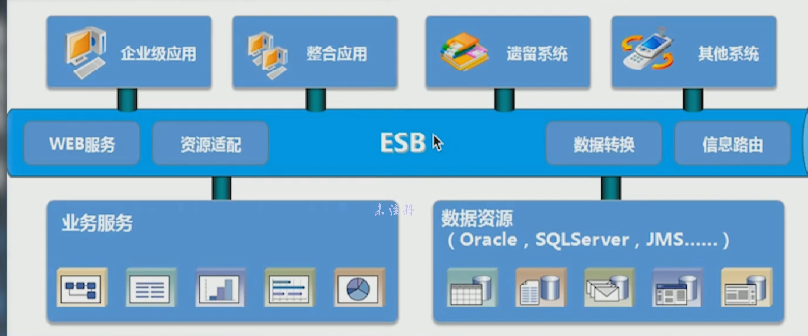 企业级应用
整合应用
遗留系统
其他系统
WEB服务
资源适配
ESB
数据转换
信息路由
业务服务
数据资源
（Oracle，SQLServer，JMS……）